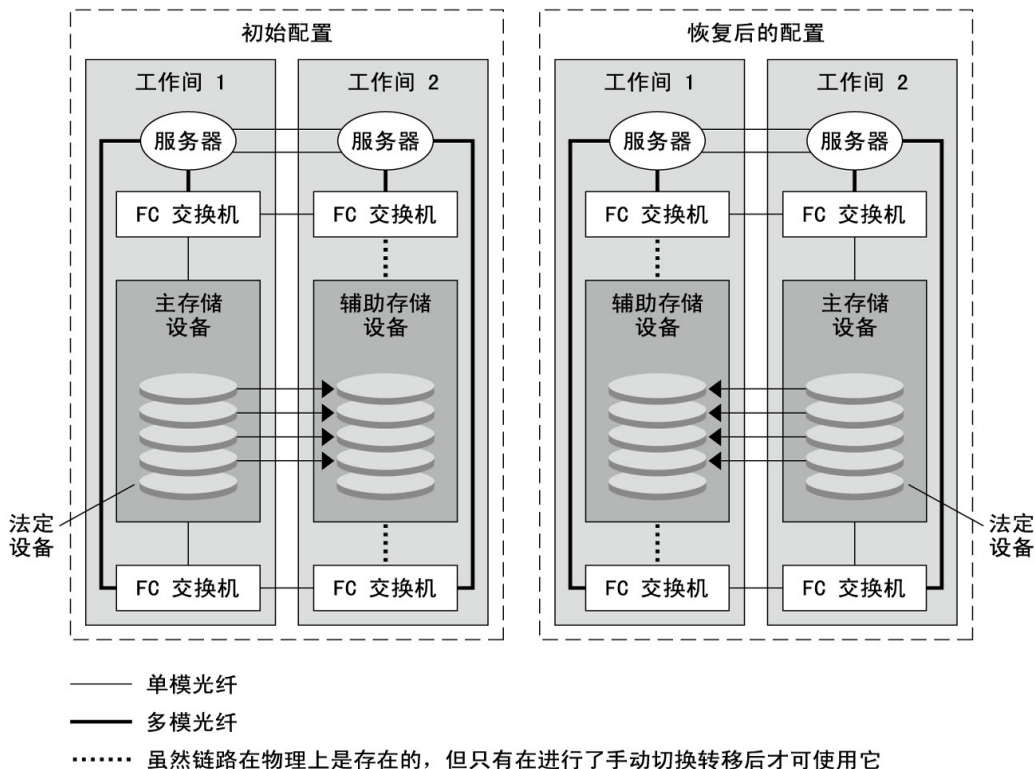 初始配置
工作间 1
工作间 2
服务器
服务器
FC 交换机
FC 交换机
主存储
设备
辅助存储
设备
法定
设备
FC 交换机
FC 交换机
恢复后的配置
工作间 1
工作间 2
服务器
服务器
FC 交换机
FC 交换机
辅助存储
设备
主存储
设备
法定
设备
FC 交换机
FC 交换机
单模光纤
多模光纤
虽然链路在物理上是存在的，但只有在进行了手动切换转移后才可使用它